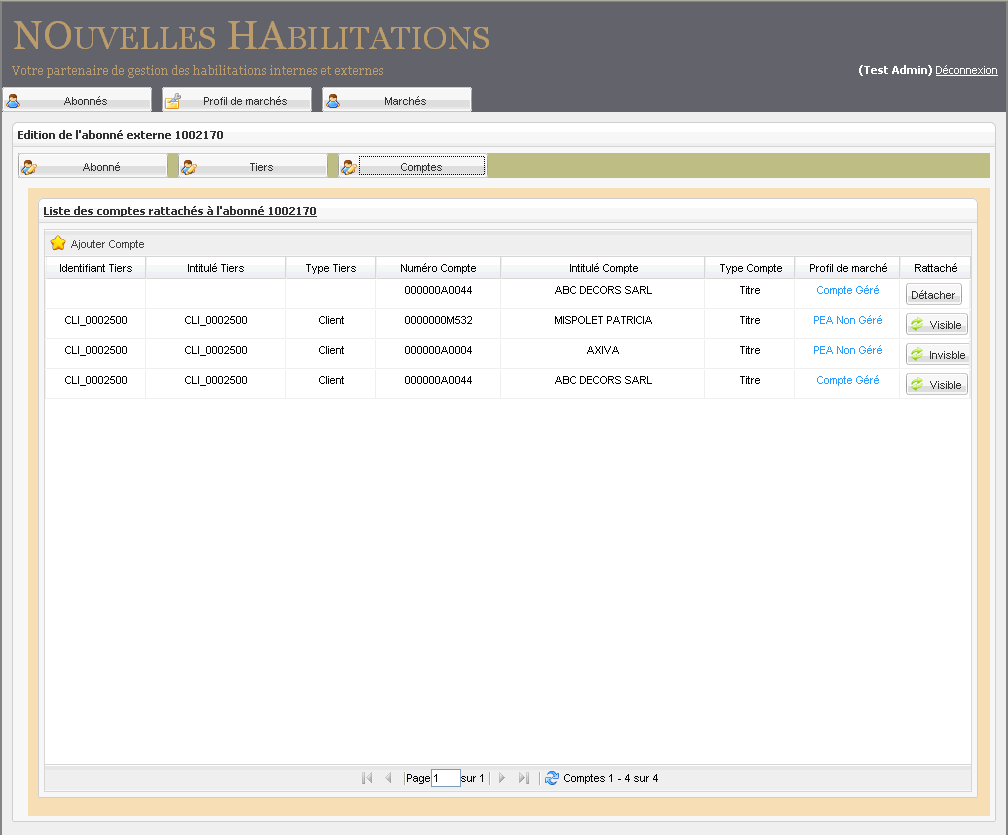 NOUVELLES HABILITATIONS
Votre partenaire de gestion des habilitations internes et externes
(Test Admin) Déconnexion
Abonnés Profil de marchés Marchés
Edition de l'abonné externe 1002170
Abonné Tiers Comptes
Liste des comptes rattachés à l'abonné 1002170
Ajouter Compte
Identifiant Tiers Intitulé Tiers Type Tiers Numéro Compte Intitulé Compte Type Compte Profil de marché Rattaché
000000A0044 ABC DECORS SARL Titre Compte Géré Détacher
CLI_0002500 CLI_0002500 Client 0000000M532 MISPOLET PATRICIA Titre PEA Non Géré Visible
CLI_0002500 CLI_0002500 Client 000000A0004 AXIVA Titre PEA Non Géré Invisble
CLI_0002500 CLI_0002500 Client 000000A0044 ABC DECORS SARL Titre Compte Géré Visible
Page 1 sur 1 Comptes 1 - 4 sur 4